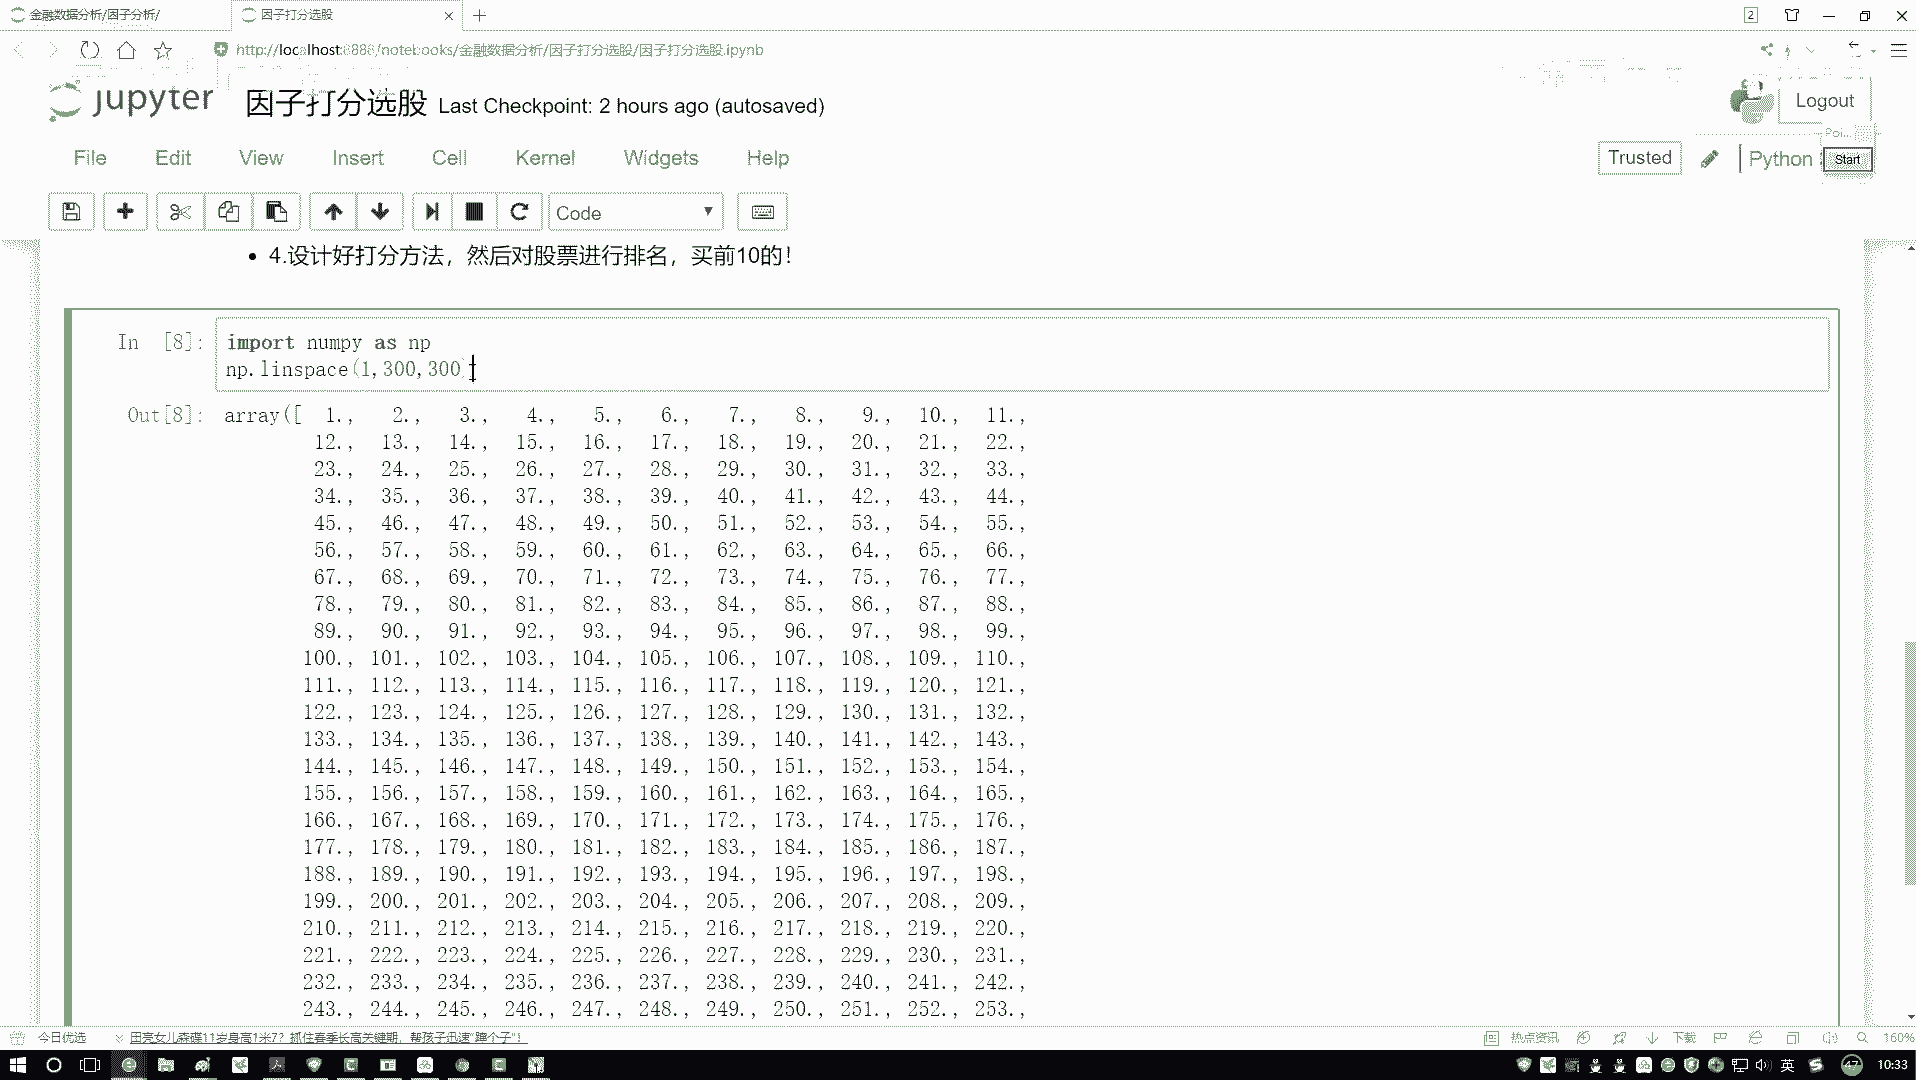 金融数据分析/因子分析/
因子打分选股
2
http://localhost:8888/notebooks/金融数据分析/因子打分选股/因子打分选股.ipynb
jupyter 因子打分选股 Last Checkpoint: 2 hours ago (autosaved)
Logout
File Edit View Insert Cell Kernel Widgets Help
Trusted
Python
Start
Code
4.设计好打分方法，然后对股票进行排名，买前10的！
In [8]: import numpy as np
np.linspace(1,300,300)
Out[8]: array([ 1., 2., 3., 4., 5., 6., 7., 8., 9., 10., 11.,
12., 13., 14., 15., 16., 17., 18., 19., 20., 21., 22.,
23., 24., 25., 26., 27., 28., 29., 30., 31., 32., 33.,
34., 35., 36., 37., 38., 39., 40., 41., 42., 43., 44.,
45., 46., 47., 48., 49., 50., 51., 52., 53., 54., 55.,
56., 57., 58., 59., 60., 61., 62., 63., 64., 65., 66.,
67., 68., 69., 70., 71., 72., 73., 74., 75., 76., 77.,
78., 79., 80., 81., 82., 83., 84., 85., 86., 87., 88.,
89., 90., 91., 92., 93., 94., 95., 96., 97., 98., 99.,
100., 101., 102., 103., 104., 105., 106., 107., 108., 109., 110.,
111., 112., 113., 114., 115., 116., 117., 118., 119., 120., 121.,
122., 123., 124., 125., 126., 127., 128., 129., 130., 131., 132.,
133., 134., 135., 136., 137., 138., 139., 140., 141., 142., 143.,
144., 145., 146., 147., 148., 149., 150., 151., 152., 153., 154.,
155., 156., 157., 158., 159., 160., 161., 162., 163., 164., 165.,
166., 167., 168., 169., 170., 171., 172., 173., 174., 175., 176.,
177., 178., 179., 180., 181., 182., 183., 184., 185., 186., 187.,
188., 189., 190., 191., 192., 193., 194., 195., 196., 197., 198.,
199., 200., 201., 202., 203., 204., 205., 206., 207., 208., 209.,
210., 211., 212., 213., 214., 215., 216., 217., 218., 219., 220.,
221., 222., 223., 224., 225., 226., 227., 228., 229., 230., 231.,
232., 233., 234., 235., 236., 237., 238., 239., 240., 241., 242.,
243., 244., 245., 246., 247., 248., 249., 250., 251., 252., 253.,
今日优选 田亮女儿森碟11岁身高1米7？抓住春季长高关键期，帮孩子迅速"蹿个子"！
热点资讯 下载 160%
英 47 10:33